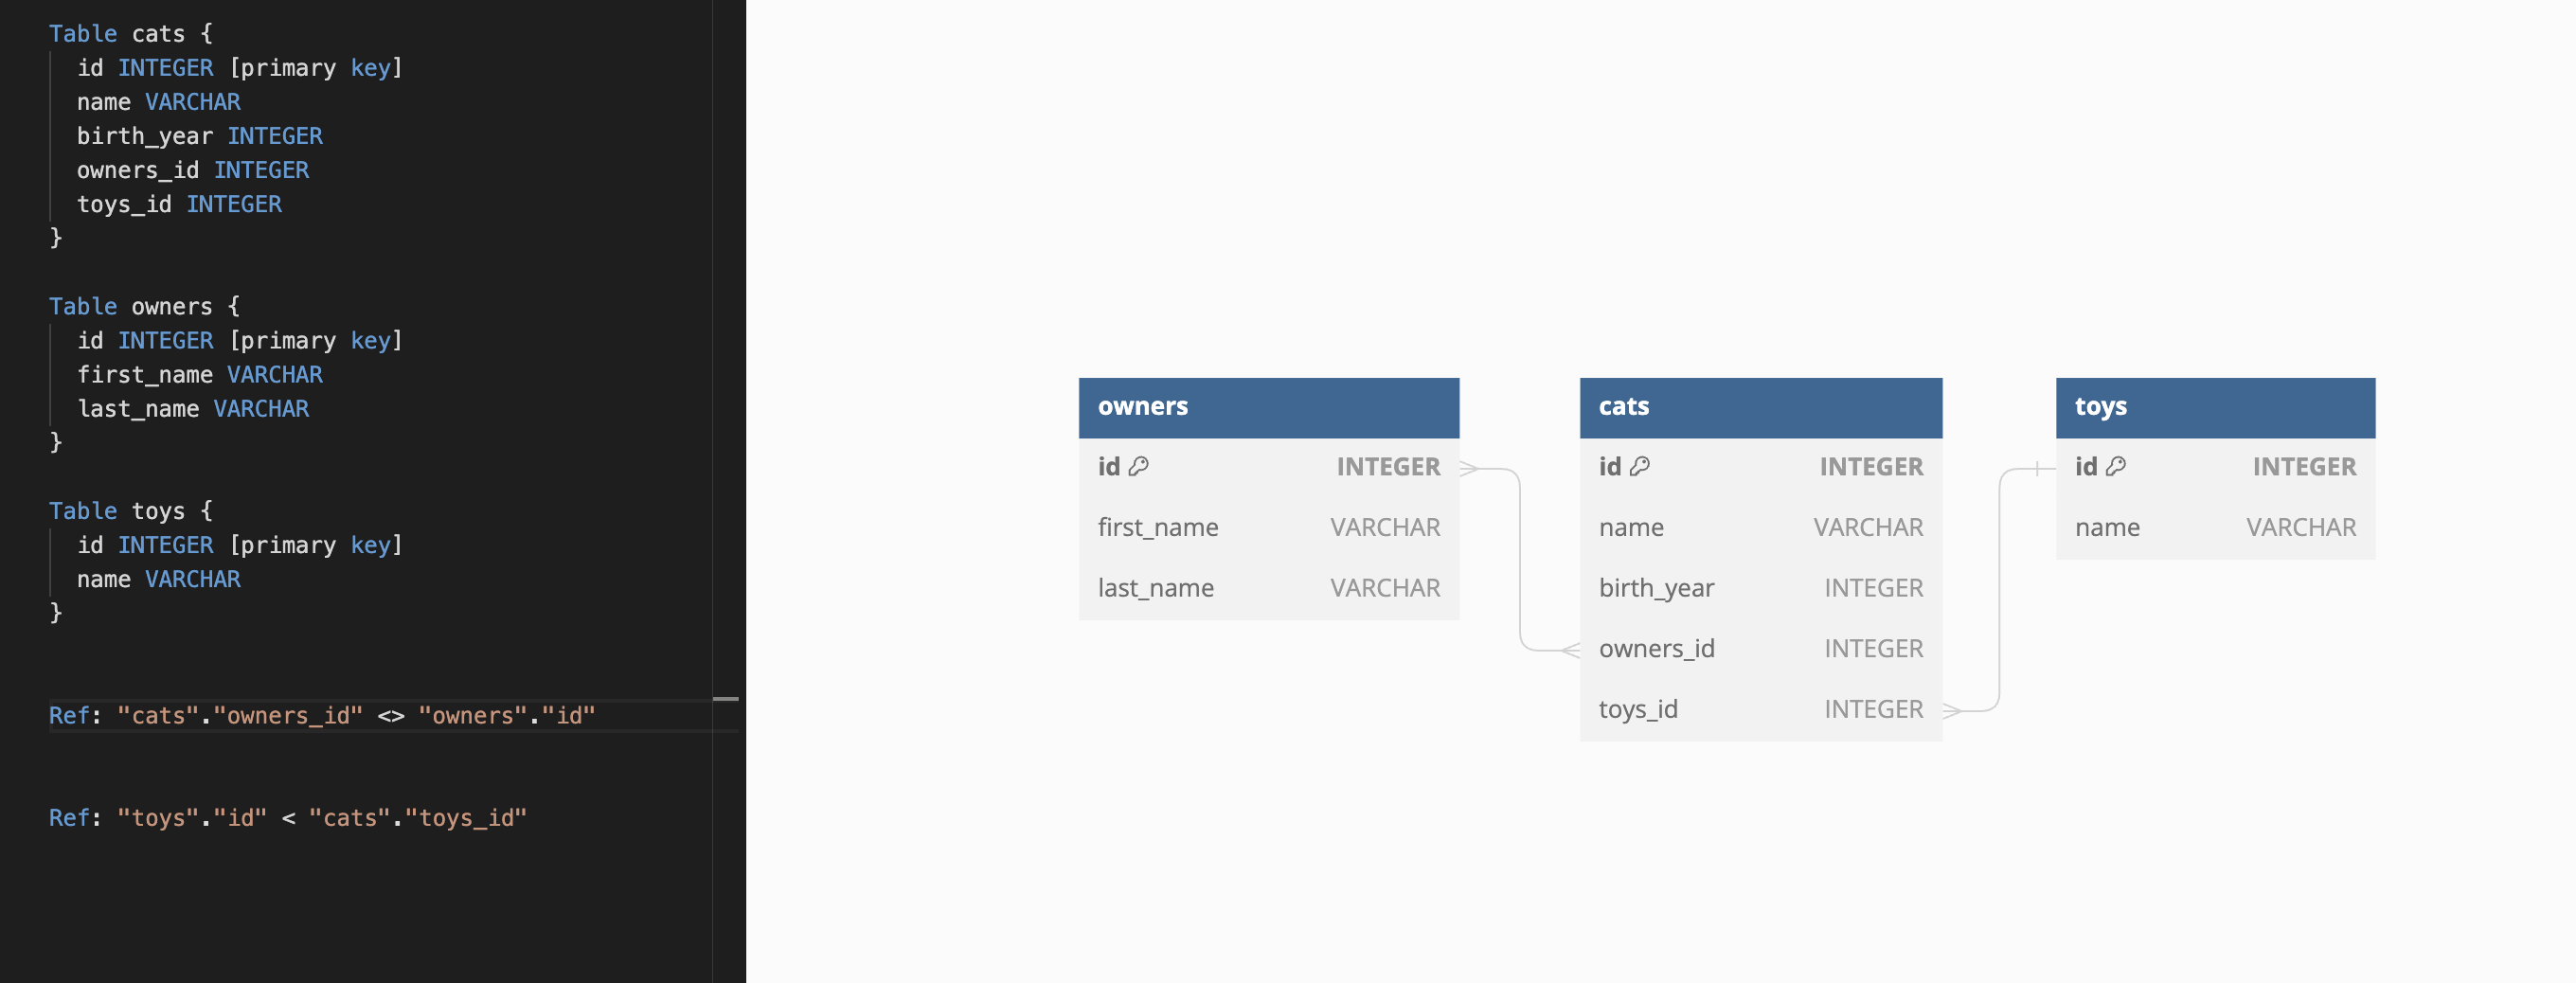 Table cats {
id INTEGER [primary key]
name VARCHAR
birth_year INTEGER
owners_id INTEGER
toys_id INTEGER
}
Table owners {
id INTEGER [primary key]
first_name VARCHAR
last_name VARCHAR
}
Table toys {
id INTEGER [primary key]
name VARCHAR
}
Ref: "cats"."owners_id" <> "owners"."id"
Ref: "toys"."id" < "cats"."toys_id"
owners
id INTEGER
first_name VARCHAR
last_name VARCHAR
cats
id INTEGER
name VARCHAR
birth_year INTEGER
owners_id INTEGER
toys_id INTEGER
toys
id INTEGER
name VARCHAR